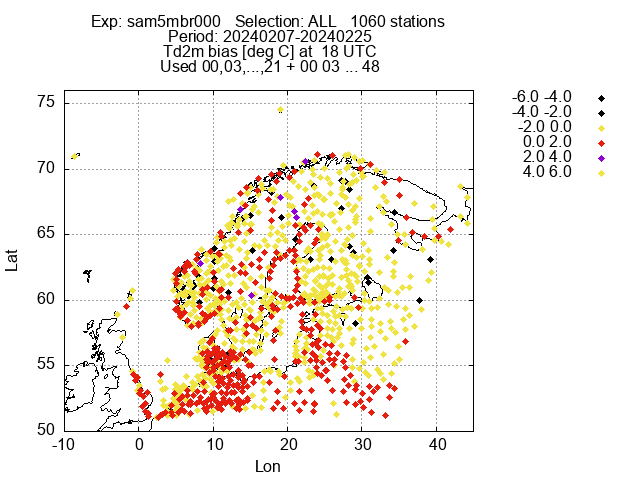 Exp: sam5mbr000 Selection: ALL 1060 stations
Period: 20240207-20240225
Td2m bias [deg C] at 18 UTC
Used 00,03,...,21 + 00 03 ... 48
-6.0 -4.0
-4.0 -2.0
-2.0 0.0
0.0 2.0
2.0 4.0
4.0 6.0
75
70
65
60
55
50
Lat
-10 0 10 20 30 40
Lon